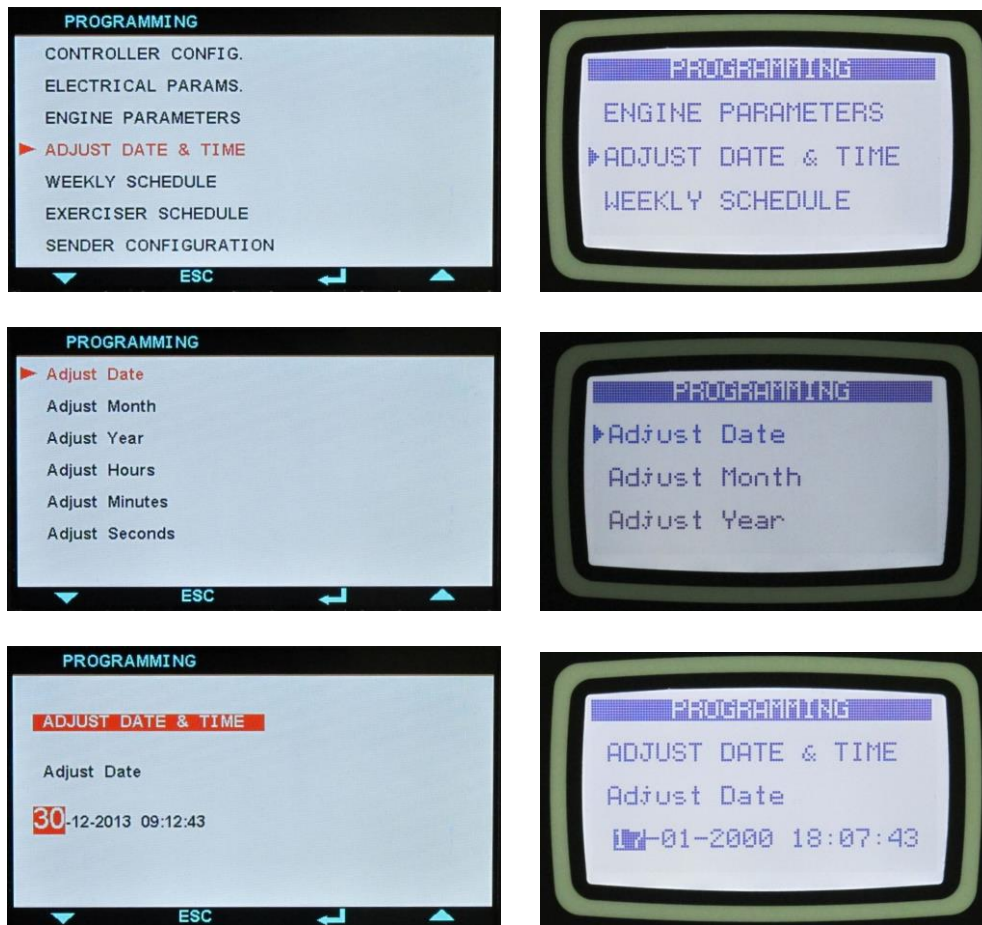 PROGRAMMING
CONTROLLER CONFIG.
ELECTRICAL PARAMS.
ENGINE PARAMETERS
ADJUST DATE & TIME
WEEKLY SCHEDULE
EXERCISER SCHEDULE
SENDER CONFIGURATION
ESC
PROGRAMMING
ENGINE PARAMETERS
ADJUST DATE & TIME
WEEKLY SCHEDULE
PROGRAMMING
Adjust Date
Adjust Month
Adjust Year
Adjust Hours
Adjust Minutes
Adjust Seconds
ESC
PROGRAMMING
Adjust Date
Adjust Month
Adjust Year
PROGRAMMING
ADJUST DATE & TIME
Adjust Date
30-12-2013 09:12:43
ESC
PROGRAMMING
ADJUST DATE & TIME
Adjust Date
17-01-2000 18:07:43